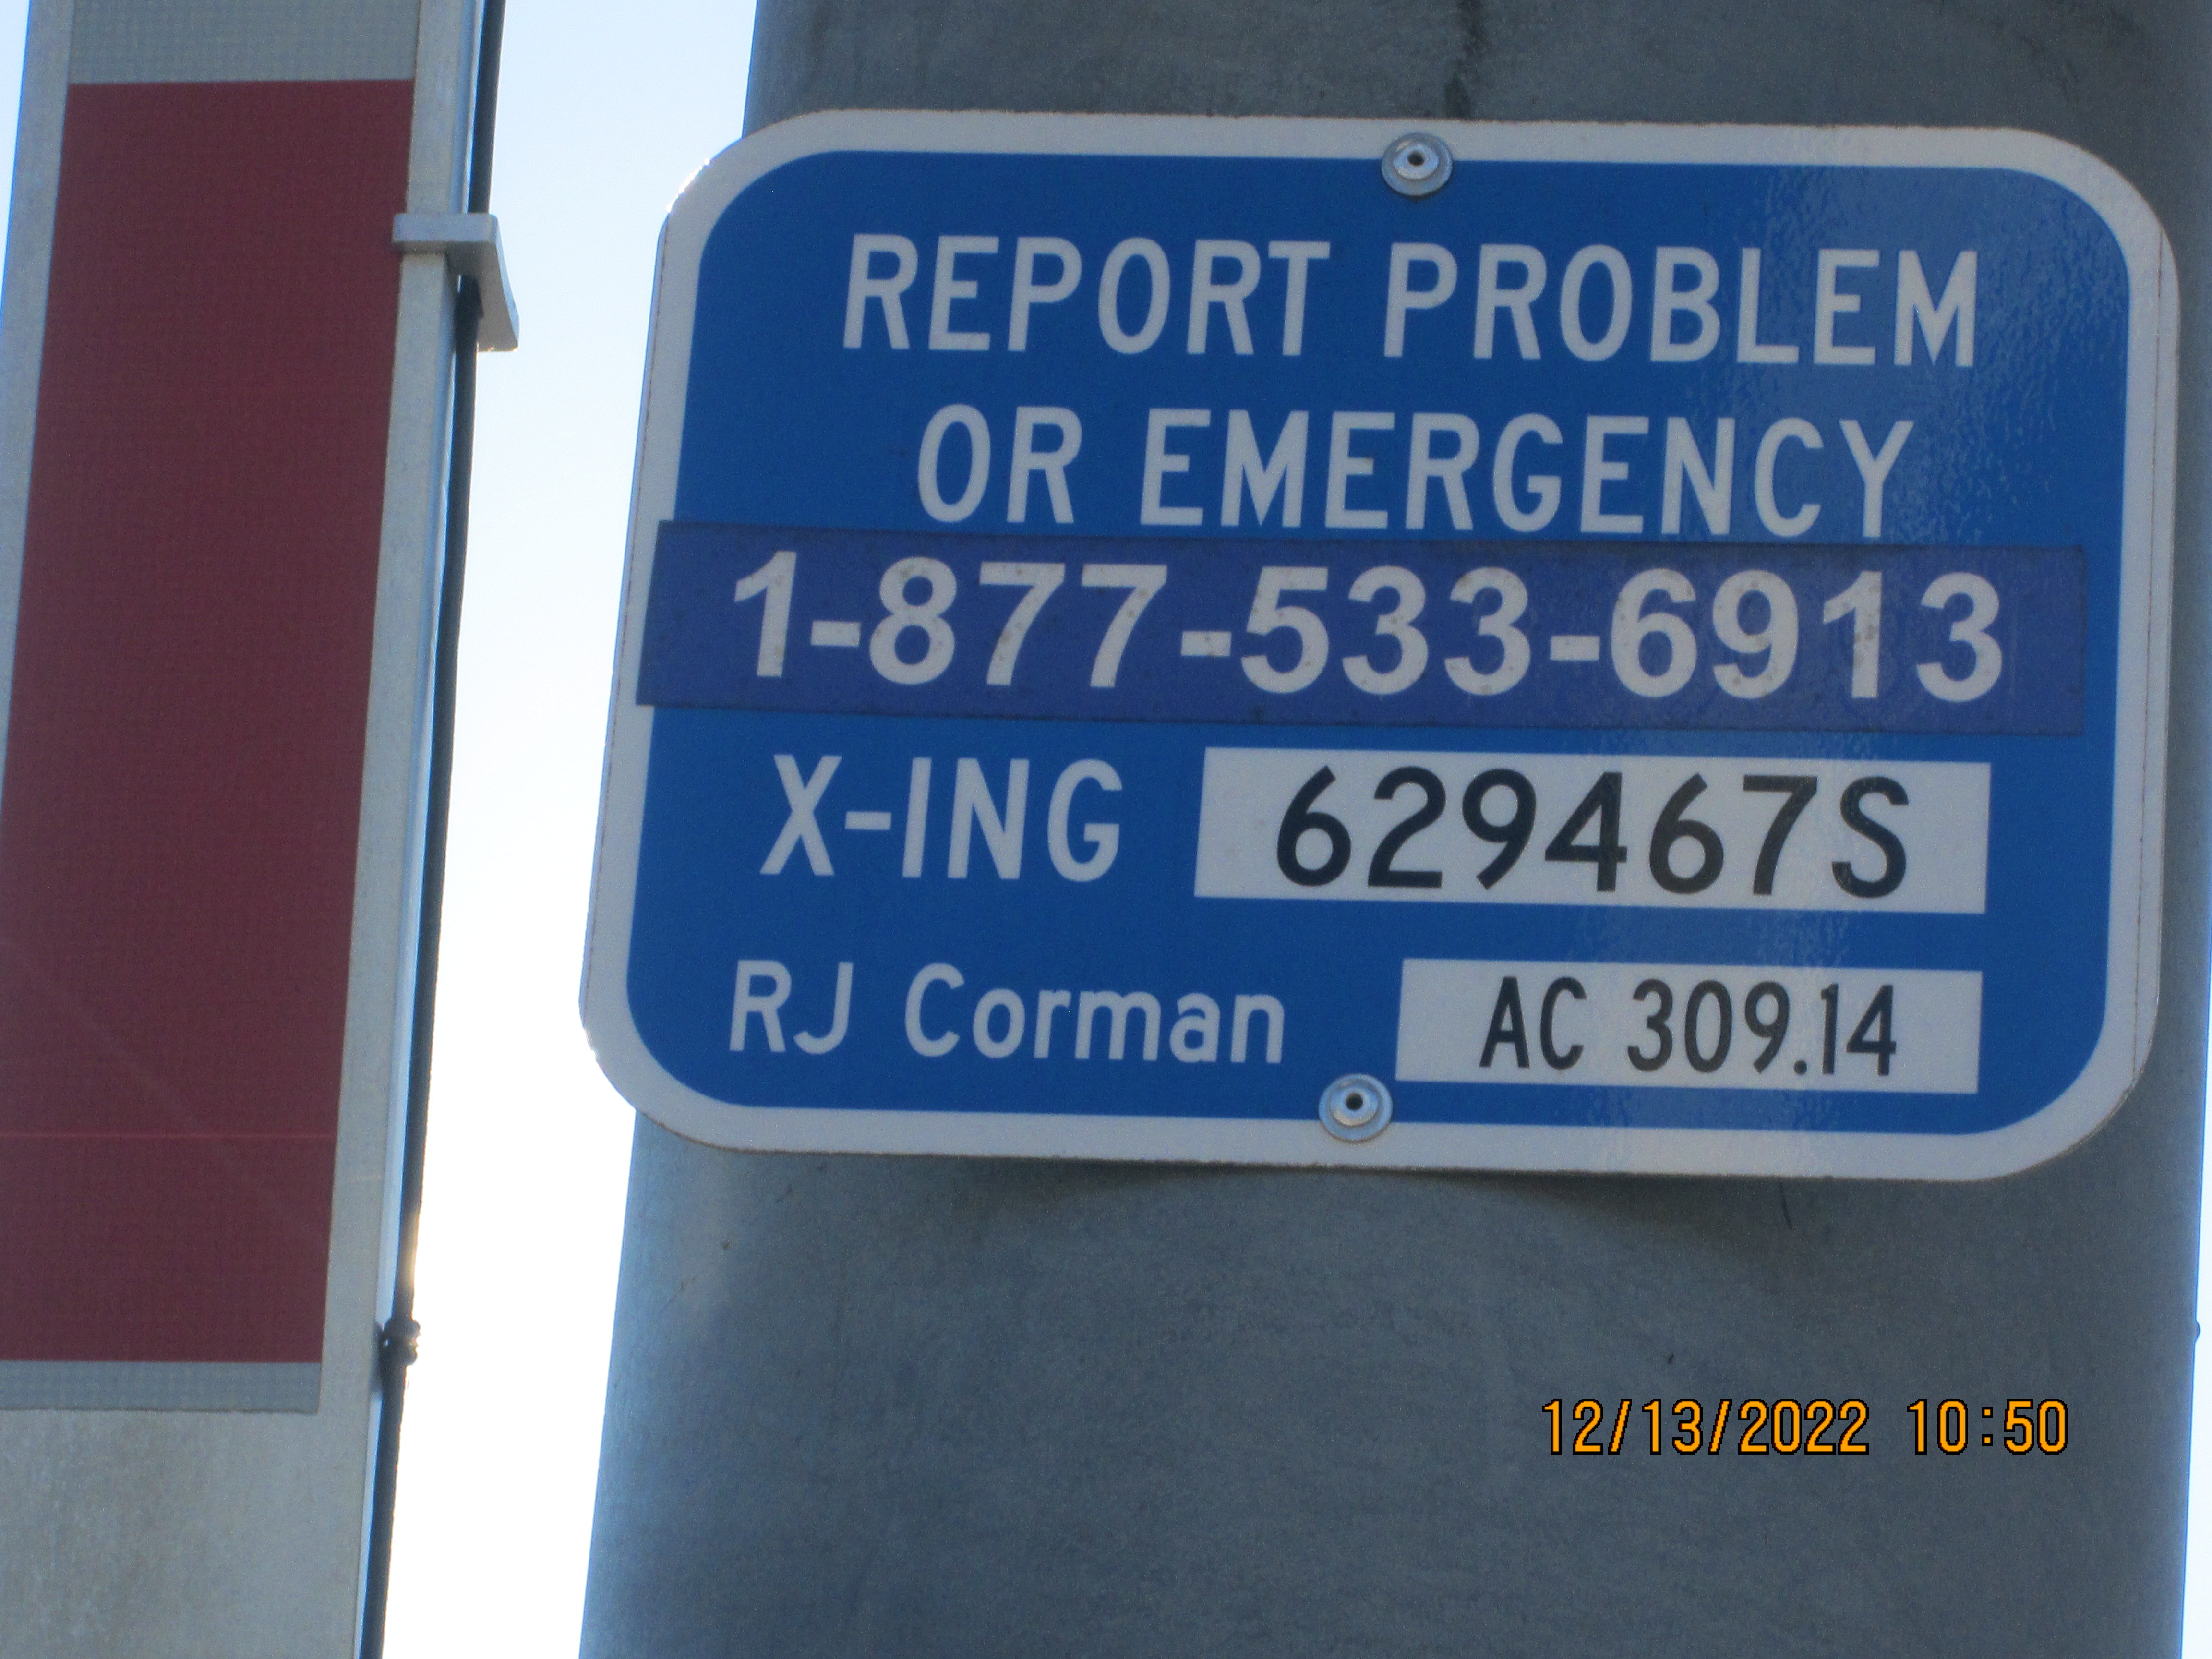 REPORT PROBLEM
OR EMERGENCY
1-877-533-6913
X-ING 629467S
RJ Corman AC 309.14
12/13/2022 10:50